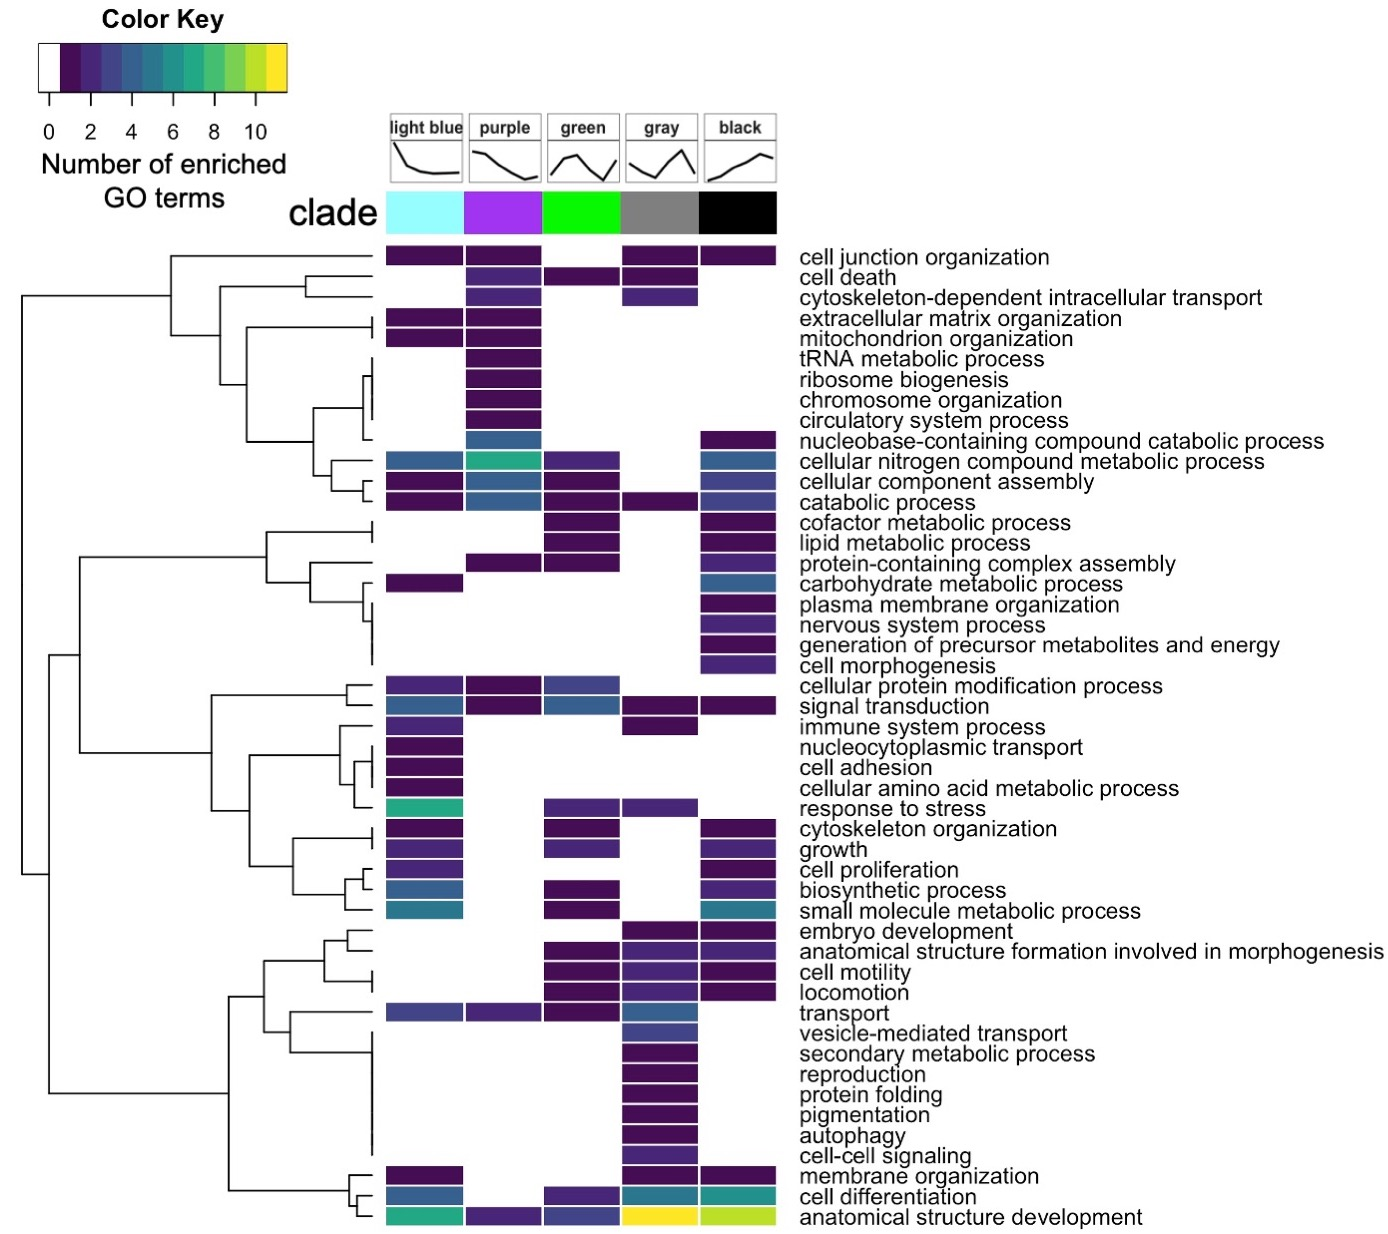 Color Key
0 2 4 6 8 10
Number of enriched
GO terms
light blue purple green gray black
clade
cell junction organization
cell death
cytoskeleton-dependent intracellular transport
extracellular matrix organization
mitochondrion organization
tRNA metabolic process
ribosome biogenesis
chromosome organization
circulatory system process
nucleobase-containing compound catabolic process
cellular nitrogen compound metabolic process
cellular component assembly
catabolic process
cofactor metabolic process
lipid metabolic process
protein-containing complex assembly
carbohydrate metabolic process
plasma membrane organization
nervous system process
generation of precursor metabolites and energy
cell morphogenesis
cellular protein modification process
signal transduction
immune system process
nucleocytoplasmic transport
cell adhesion
cellular amino acid metabolic process
response to stress
cytoskeleton organization
growth
cell proliferation
biosynthetic process
small molecule metabolic process
embryo development
anatomical structure formation involved in morphogenesis
cell motility
locomotion
transport
vesicle-mediated transport
secondary metabolic process
reproduction
protein folding
pigmentation
autophagy
cell-cell signaling
membrane organization
cell differentiation
anatomical structure development